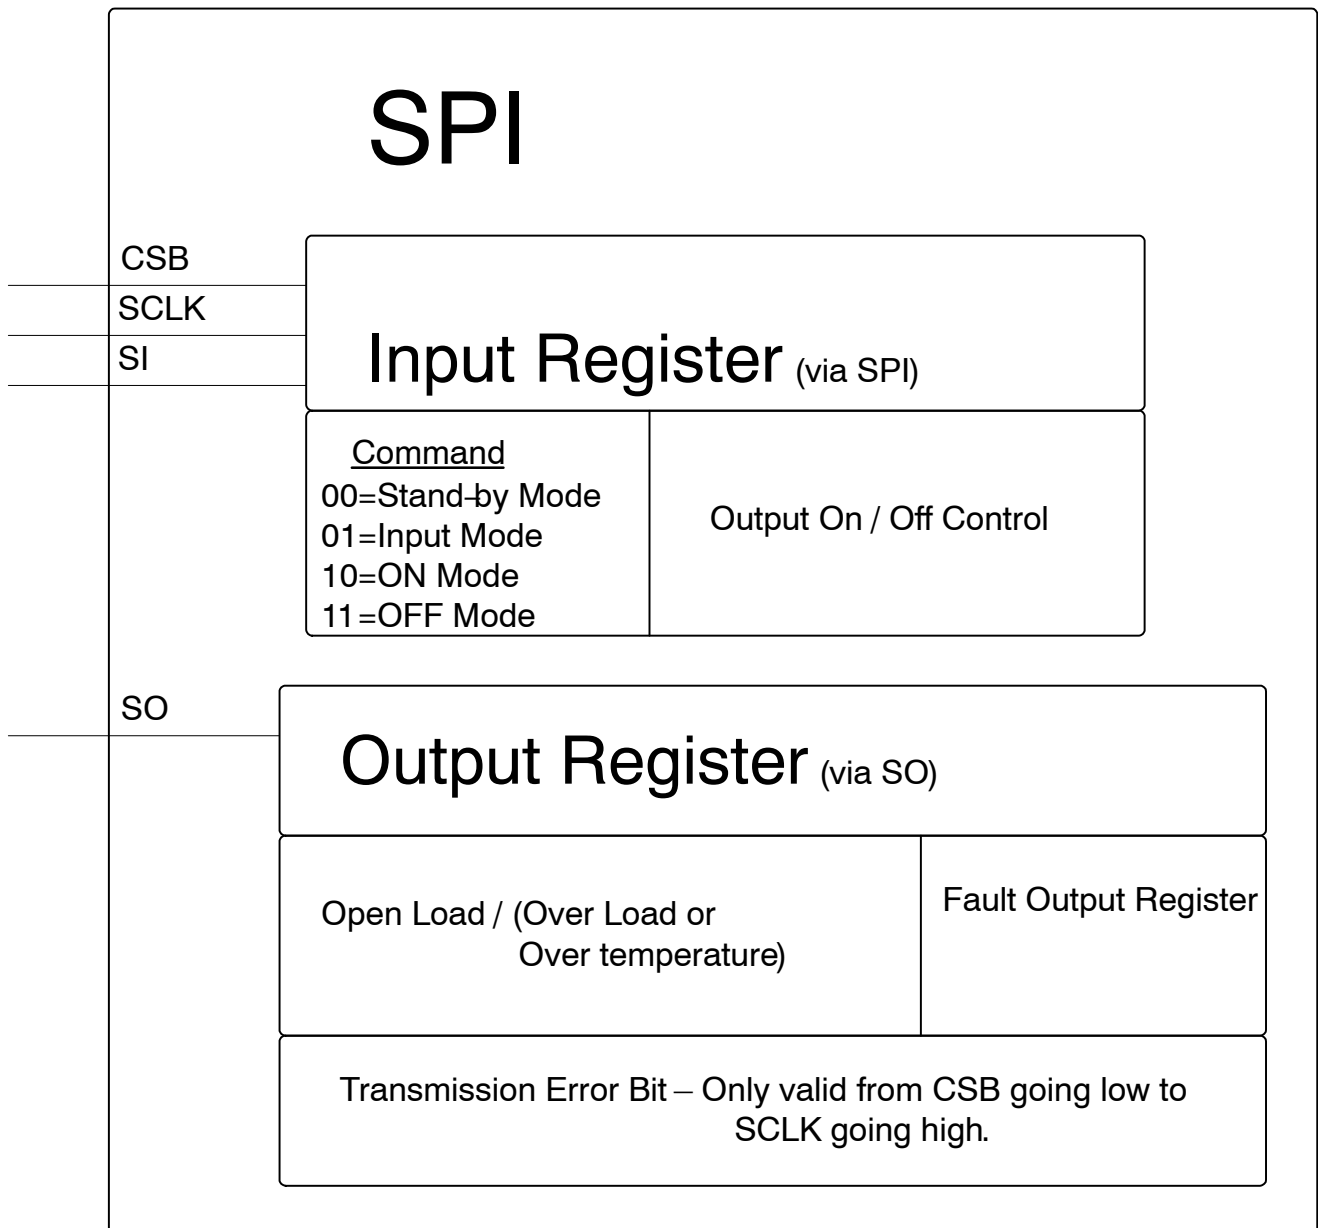 SPI
CSB
SCLK
SI
Input Register (via SPI)
Command
00=Stand-by Mode
01=Input Mode
10=ON Mode
11=OFF Mode
Output On / Off Control
SO
Output Register (via SO)
Open Load / (Over Load or
Over temperature)
Fault Output Register
Transmission Error Bit – Only valid from CSB going low to
SCLK going high.